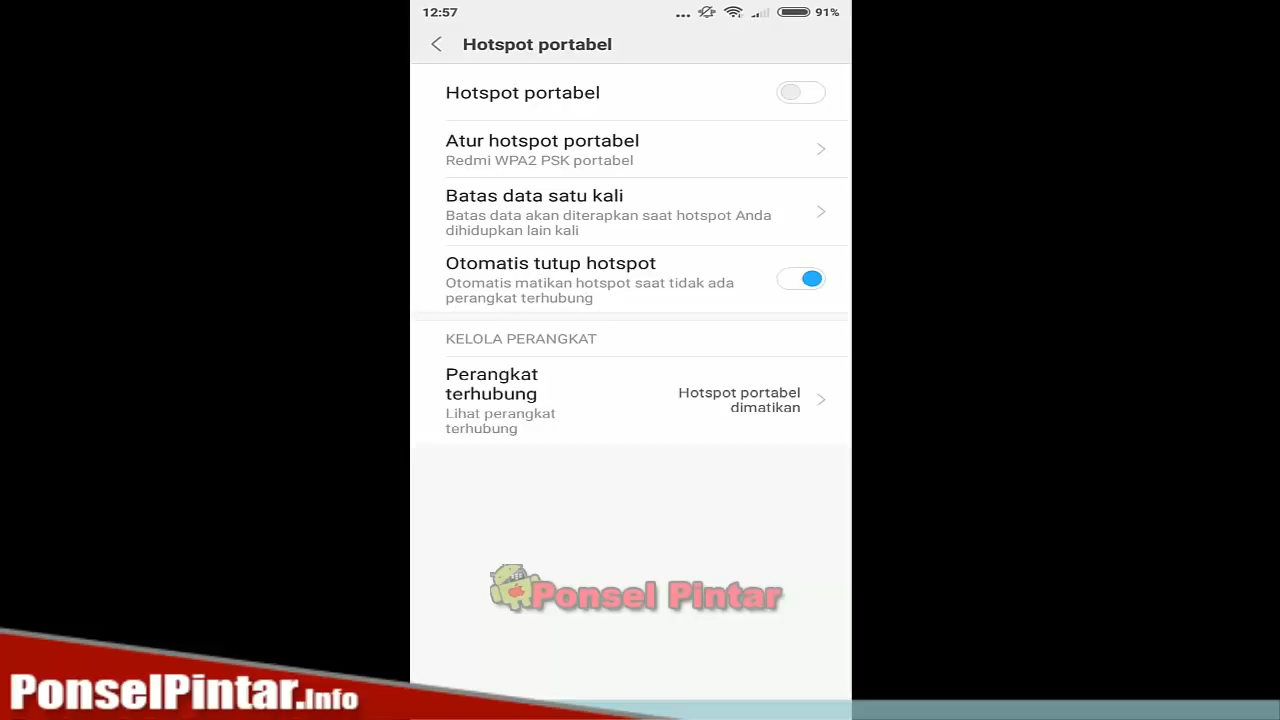 12:57
91%
Hotspot portabel
Hotspot portabel
Atur hotspot portabel
Redmi WPA2 PSK portabel
Batas data satu kali
Batas data akan diterapkan saat hotspot Anda
dihidupkan lain kali
Otomatis tutup hotspot
Otomatis matikan hotspot saat tidak ada
perangkat terhubung
KELOLA PERANGKAT
Perangkat
terhubung
Lihat perangkat
terhubung
Hotspot portabel
dimatikan
Ponsel Pintar
PonselPintar.Info